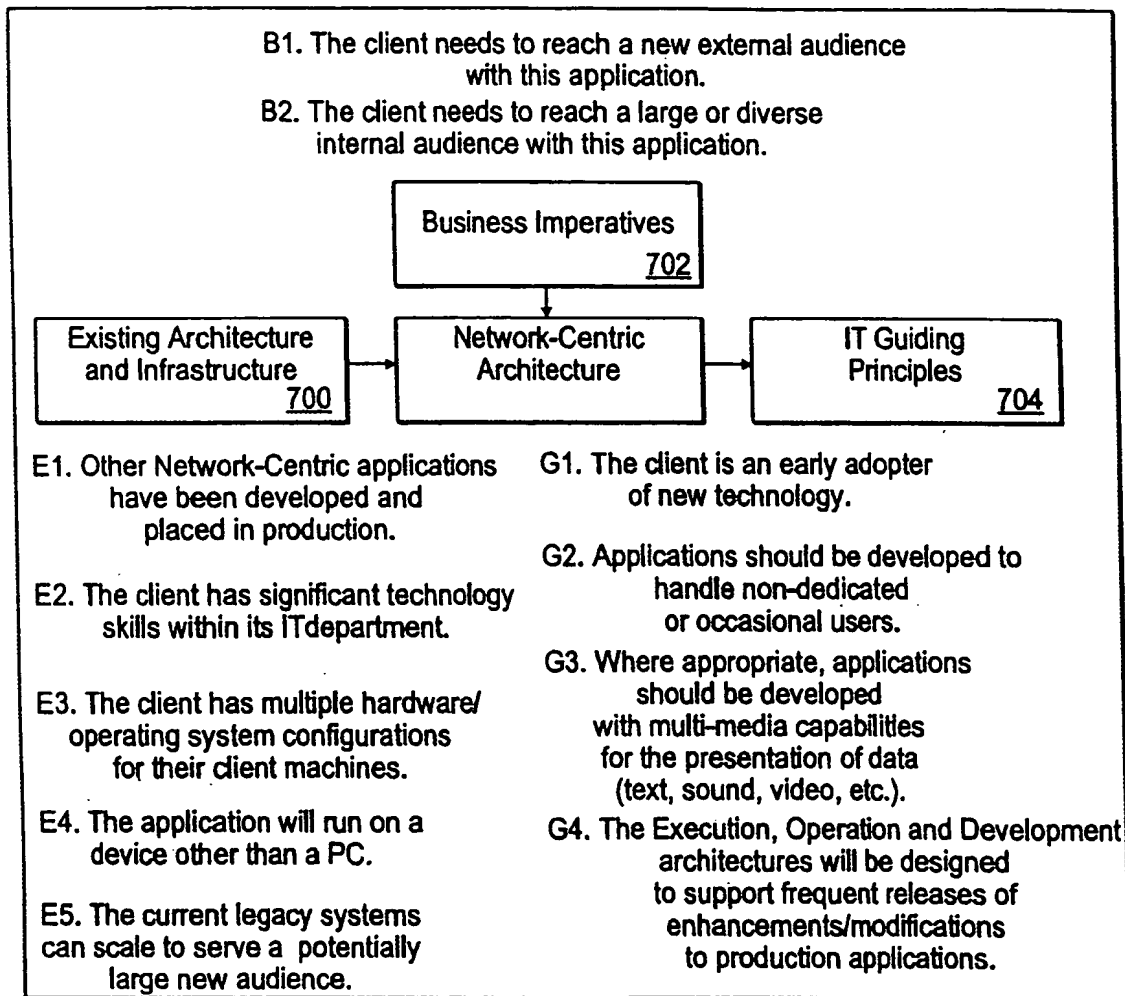 B1. The client needs to reach a new external audience
with this application.
B2. The client needs to reach a large or diverse
internal audience with this application.
Business Imperatives
702
Existing Architecture
and Infrastructure
700
Network-Centric
Architecture
IT Guiding
Principles
704
E1. Other Network-Centric applications
have been developed and
placed in production.
E2. The client has significant technology
skills within its ITdepartment.
E3. The client has multiple hardware/
operating system configurations
for their client machines.
E4. The application will run on a
device other than a PC.
E5. The current legacy systems
can scale to serve a potentially
large new audience.
G1. The client is an early adopter
of new technology.
G2. Applications should be developed to
handle non-dedicated
or occasional users.
G3. Where appropriate, applications
should be developed
with multi-media capabilities
for the presentation of data
(text, sound, video, etc.).
G4. The Execution, Operation and Development
architectures will be designed
to support frequent releases of
enhancements/modifications
to production applications.